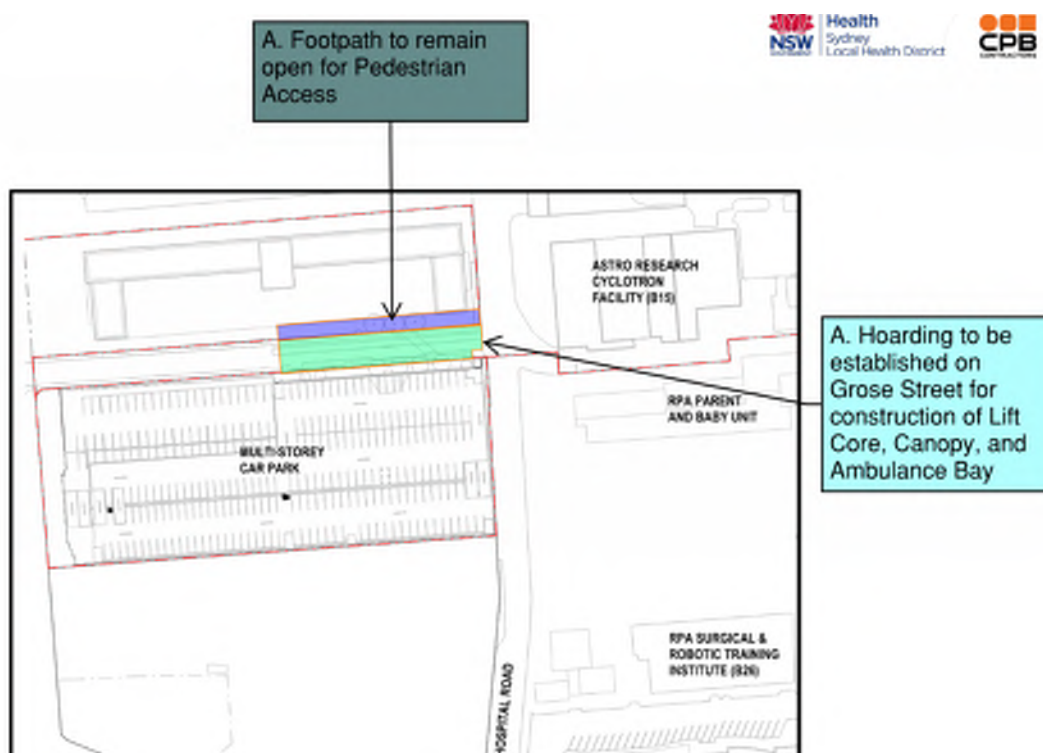 A. Footpath to remain
open for Pedestrian
Access
NSW
Health
Sydney
Local Health District
CPB
CONTRACTORS
ASTRO RESEARCH
CYCLOTRON
FACILITY (B15)
A. Hoarding to be
established on
Grose Street for
construction of Lift
Core, Canopy, and
Ambulance Bay
RPA PARENT
AND BABY UNIT
MULTI-STOREY
CAR PARK
RPA SURGICAL &
ROBOTIC TRAINING
INSTITUTE (B26)
HOSPITAL ROAD